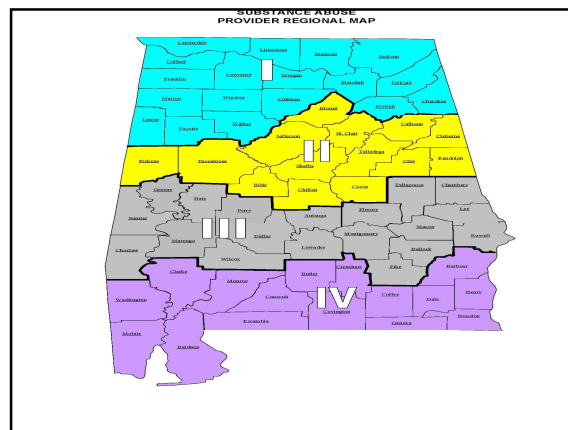 SUBSTANCE ABUSE
PROVIDER REGIONAL MAP
Lauderdale
Limestone
Madison
Jackson
Colbert
Lawrence
Franklin
I
Morgan
Marshall
DeKalb
Marion
Winston
Cullman
Etowah
Cherokee
Blount
Lamar
Fayette
Walker
Jefferson
St. Clair
Calhoun
Cleburne
Talladega
II
Pickens
Tuscaloosa
Shelby
Clay
Randolph
Bibb
Chilton
Coosa
Tallapoosa
Chambers
Greene
Hale
Perry
Sumter
Autauga
Elmore
Lee
III
Marengo
Dallas
Montgomery
Macon
Russell
Choctaw
Lowndes
Bullock
Wilcox
Pike
Clarke
Butler
Crenshaw
Barbour
Monroe
Washington
Conecuh
IV
Coffee
Dale
Henry
Covington
Houston
Mobile
Escambia
Geneva
Baldwin